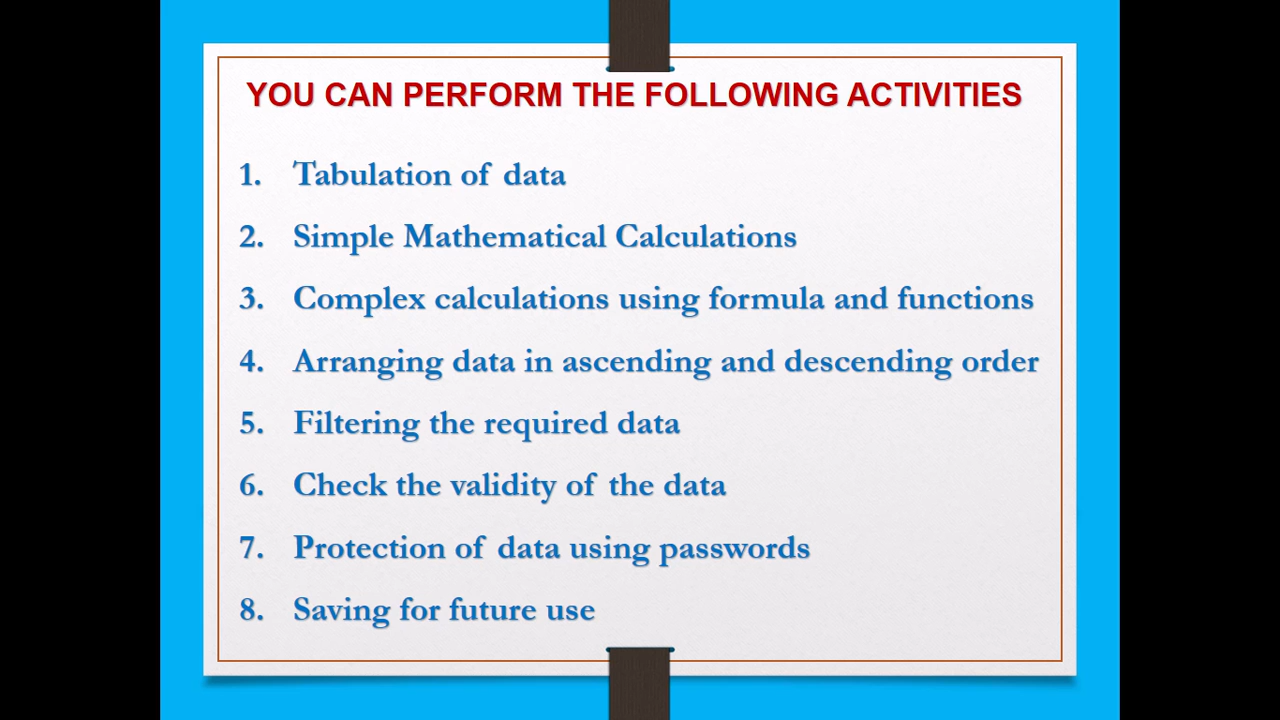 YOU CAN PERFORM THE FOLLOWING ACTIVITIES
1. Tabulation of data
2. Simple Mathematical Calculations
3. Complex calculations using formula and functions
4. Arranging data in ascending and descending order
5. Filtering the required data
6. Check the validity of the data
7. Protection of data using passwords
8. Saving for future use